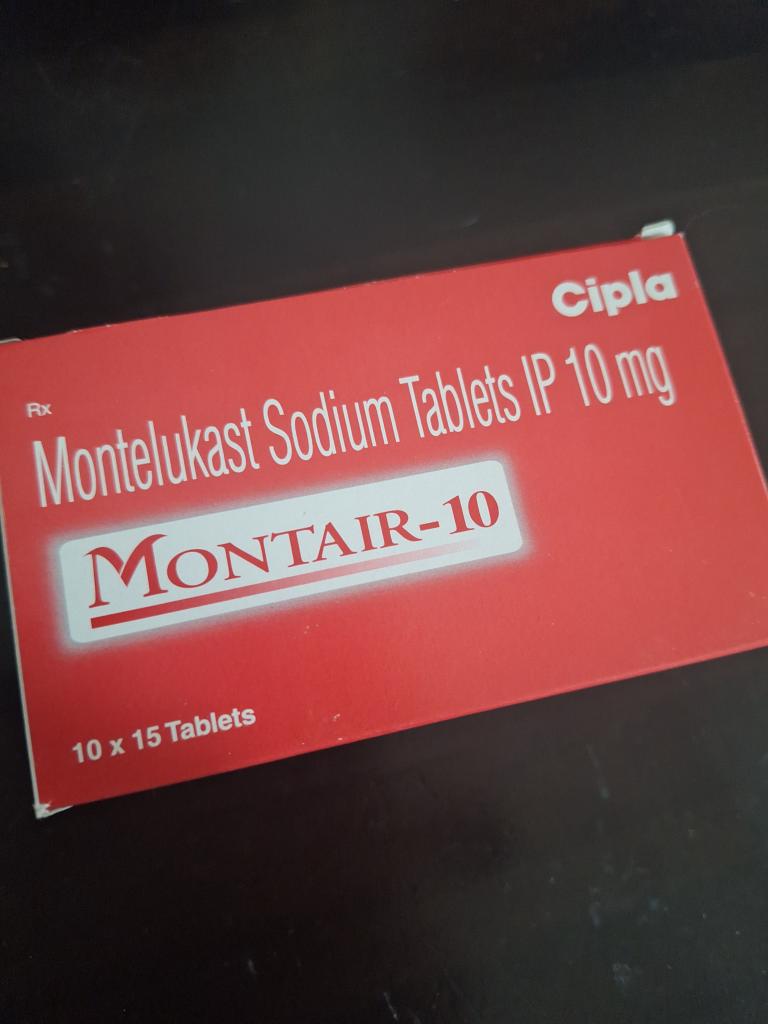 Cipla
Rx
Montelukast Sodium Tablets IP 10 mg
MONTAIR-10
10 x 15 Tablets